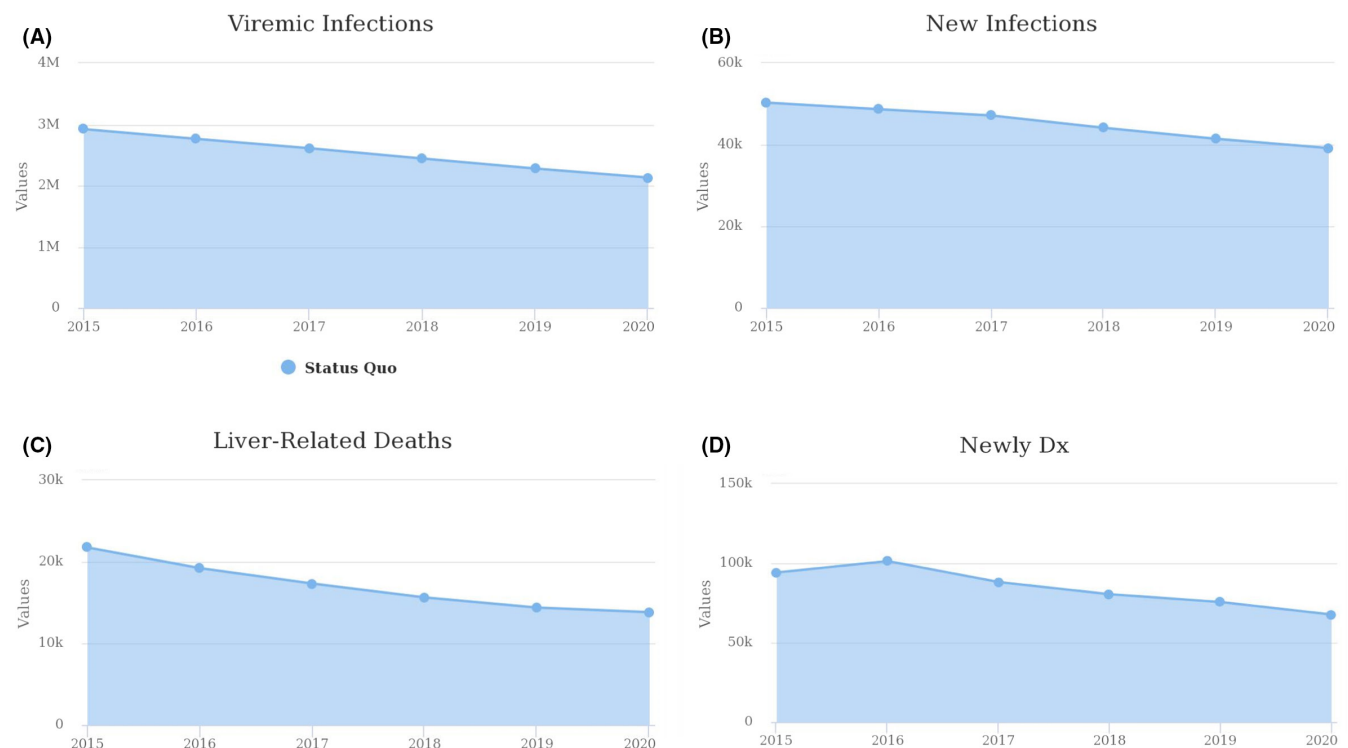 (A)
Viremic Infections
4M
3M
2M
1M
0
Values
2015 2016 2017 2018 2019 2020
Status Quo
(B)
New Infections
60k
40k
20k
0
Values
2015 2016 2017 2018 2019 2020
(C)
Liver-Related Deaths
30k
20k
10k
0
Values
2015 2016 2017 2018 2019 2020
(D)
Newly Dx
150k
100k
50k
0
Values
2015 2016 2017 2018 2019 2020